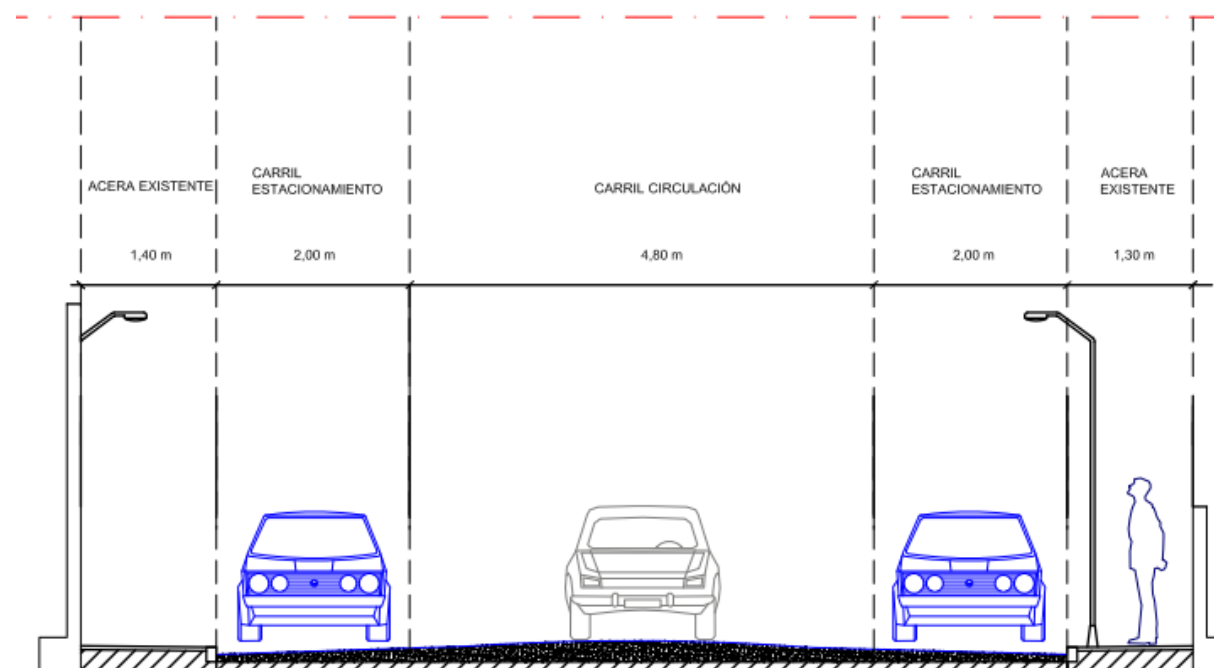 ACERA EXISTENTE
CARRIL
ESTACIONAMIENTO
CARRIL CIRCULACIÓN
CARRIL
ESTACIONAMIENTO
ACERA
EXISTENTE
1,40 m
2,00 m
4,80 m
2,00 m
1,30 m